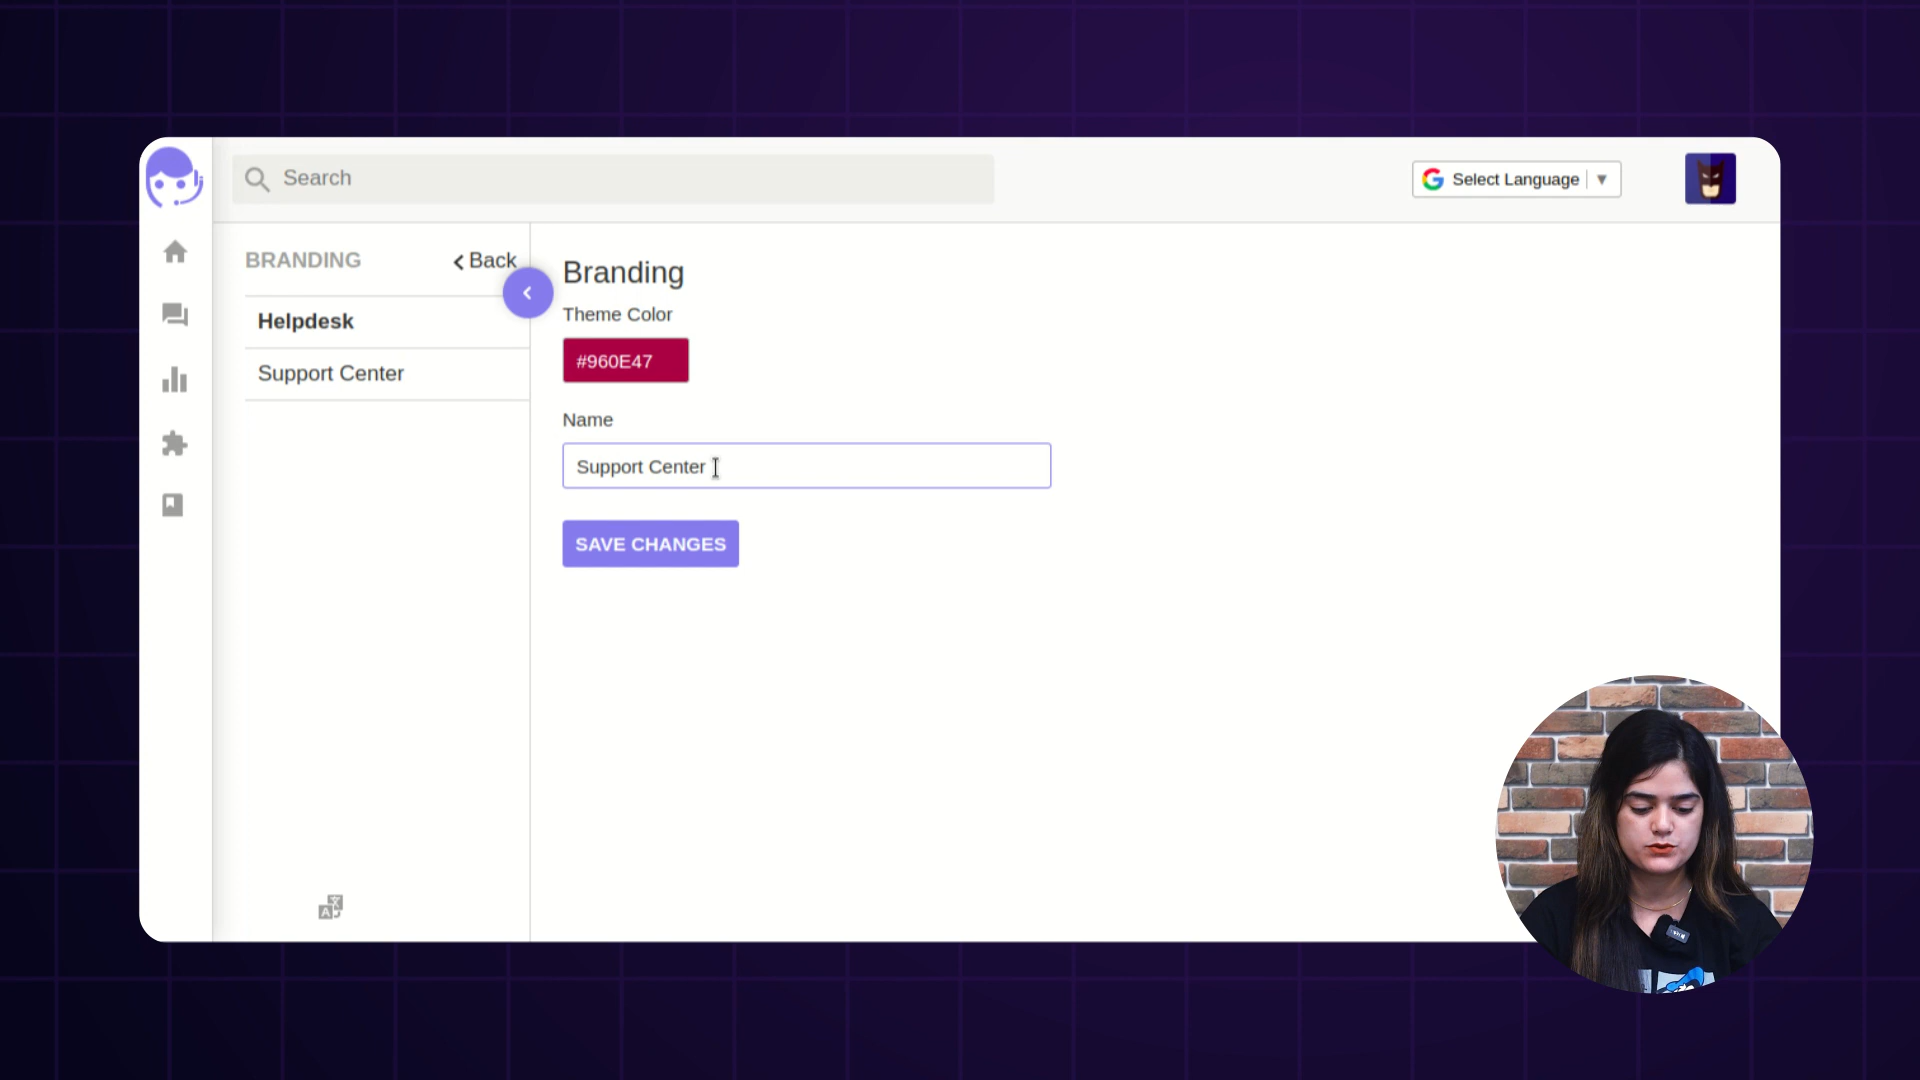 Search
Select Language ▼
BRANDING
Back
Helpdesk
Support Center
Branding
Theme Color
#960E47
Name
Support Center
SAVE CHANGES